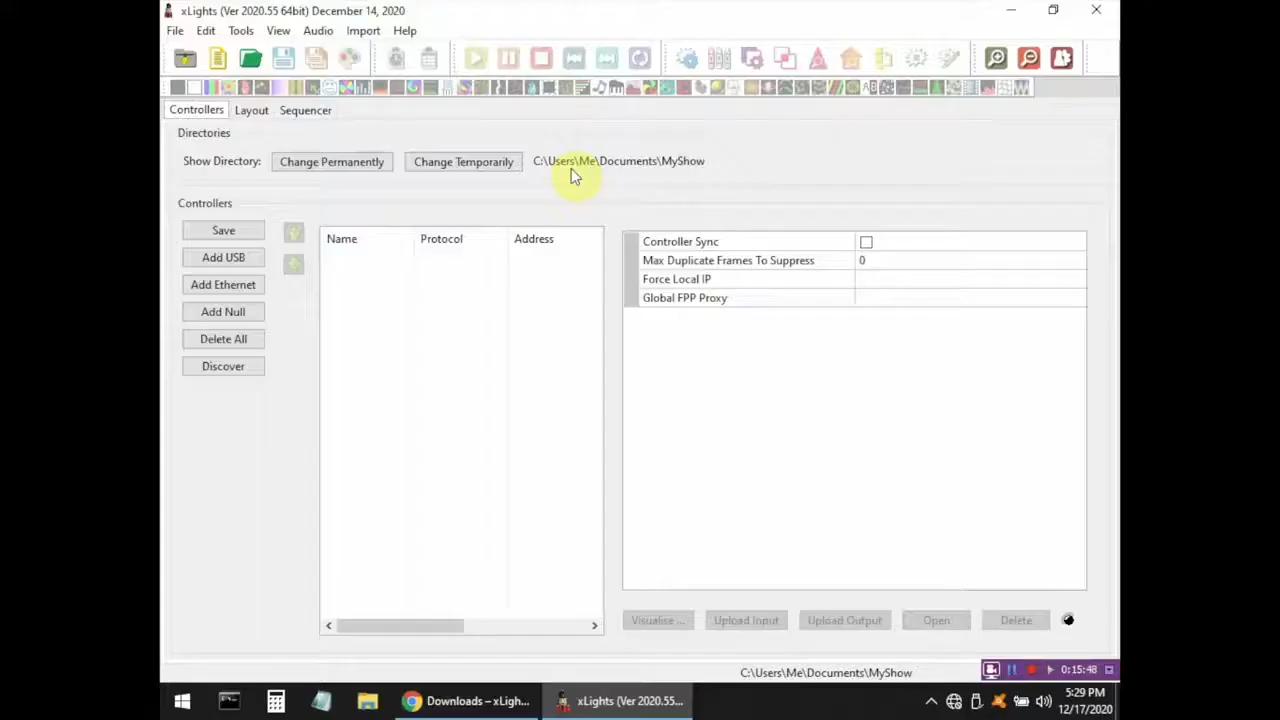 xLights (Ver 2020.55 64bit) December 14, 2020
File Edit Tools View Audio Import Help
Controllers Layout Sequencer
Directories
Show Directory: Change Permanently Change Temporarily C:\Users\Me\Documents\MyShow
Controllers
Save
Add USB
Add Ethernet
Add Null
Delete All
Discover
Name Protocol Address
Controller Sync
Max Duplicate Frames To Suppress 0
Force Local IP
Global FPP Proxy
Visualise ... Upload Input Upload Output Open Delete
C:\Users\Me\Documents\MyShow
0:15:48
Downloads – xLigh...
xLights (Ver 2020.55...
5:29 PM
12/17/2020